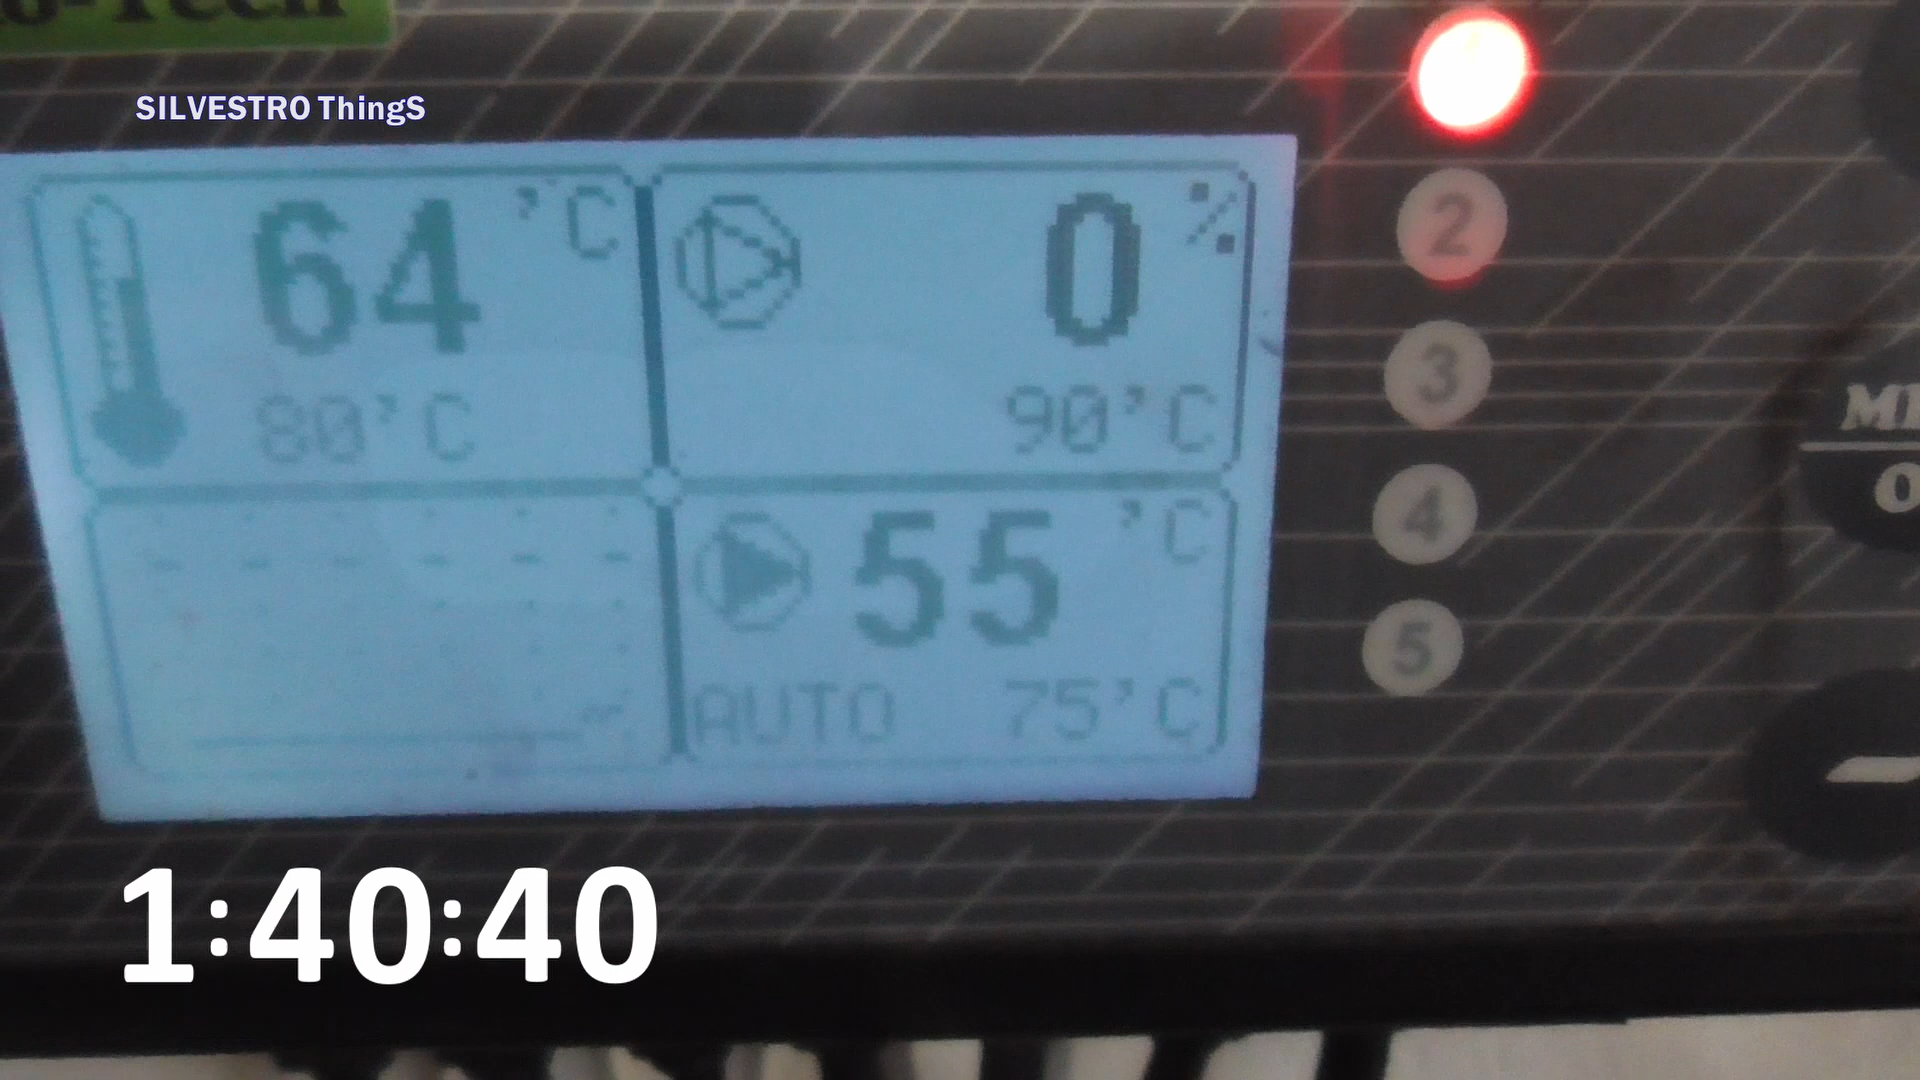 SILVESTRO ThingS
64 'C
80'C
0 %
90'C
55 'C
AUTO 75'C
2
3
4
5
1:40:40